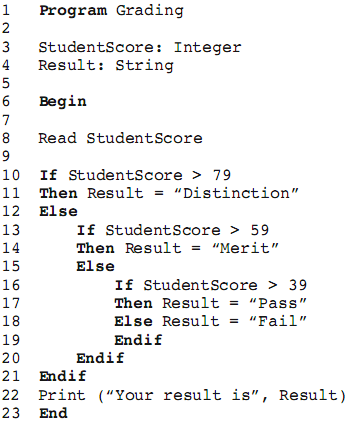 1 Program Grading
2
3 StudentScore: Integer
4 Result: String
5
6 Begin
7
8 Read StudentScore
9
10 If StudentScore > 79
11 Then Result = “Distinction”
12 Else
13 If StudentScore > 59
14 Then Result = “Merit”
15 Else
16 If StudentScore > 39
17 Then Result = “Pass”
18 Else Result = “Fail”
19 Endif
20 Endif
21 Endif
22 Print (“Your result is”, Result)
23 End